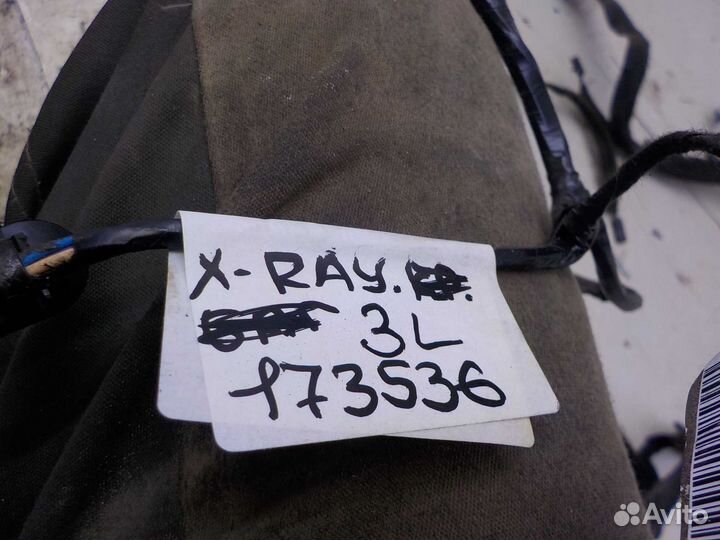 X-RAY.
3L
173536
Avito